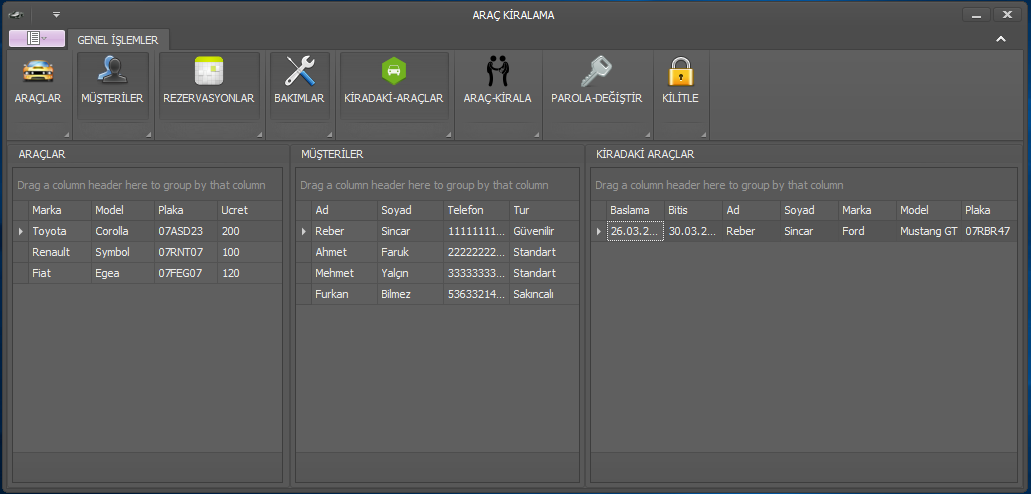 ARAÇ KİRALAMA
GENEL İŞLEMLER
ARAÇLAR MÜŞTERİLER REZERVASYONLAR BAKIMLAR KİRADAKİ-ARAÇLAR ARAÇ-KİRALA PAROLA-DEĞİŞTİR KİLİTLE
ARAÇLAR
Drag a column header here to group by that column
Marka Model Plaka Ucret
Toyota Corolla 07ASD23 200
Renault Symbol 07RNT07 100
Fiat Egea 07FEG07 120
MÜŞTERİLER
Drag a column header here to group by that column
Ad Soyad Telefon Tur
Reber Sincar 11111111... Güvenilir
Ahmet Faruk 22222222... Standart
Mehmet Yalçın 33333333... Standart
Furkan Bilmez 53633214... Sakıncalı
KİRADAKİ ARAÇLAR
Drag a column header here to group by that column
Baslama Bitis Ad Soyad Marka Model Plaka
26.03.2... 30.03.2... Reber Sincar Ford Mustang GT 07RBR47